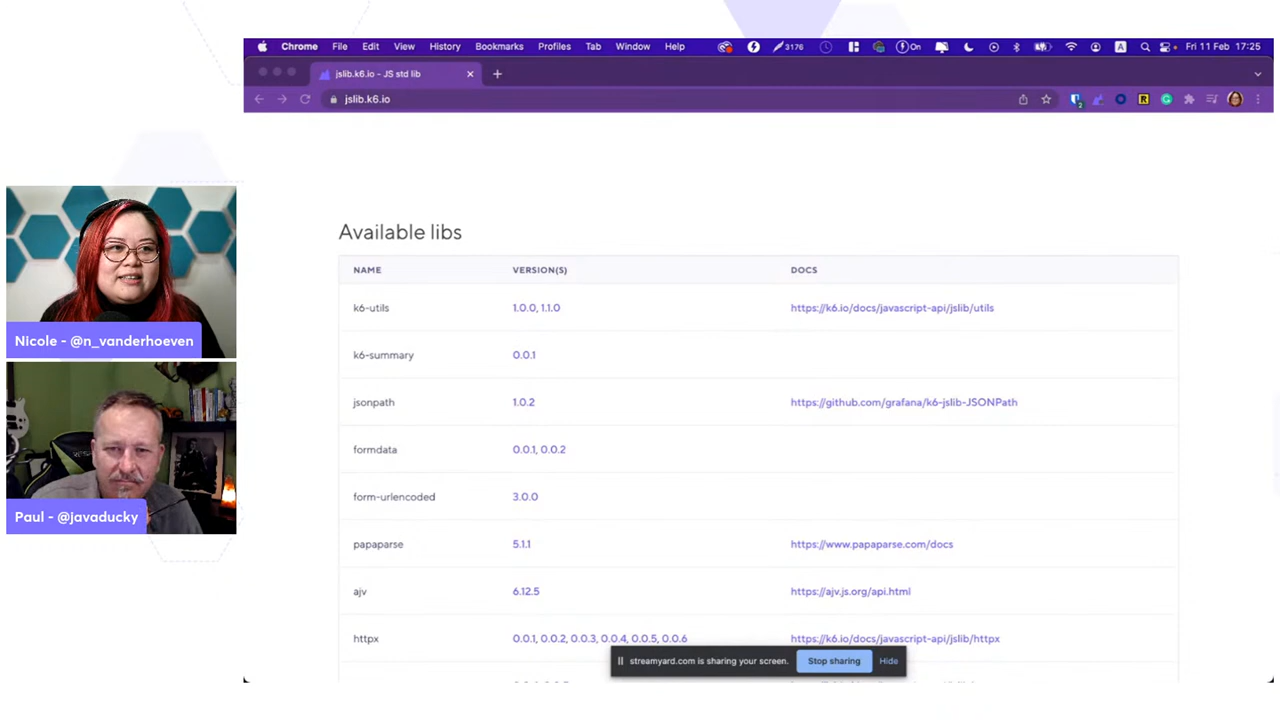 Chrome File Edit View History Bookmarks Profiles Tab Window Help 3176 On A Fri 11 Feb 17:25
jslib.k6.io - JS std lib
jslib.k6.io
Available libs
NAME VERSION(S) DOCS
k6-utils 1.0.0, 1.1.0 https://k6.io/docs/javascript-api/jslib/utils
k6-summary 0.0.1
jsonpath 1.0.2 https://github.com/grafana/k6-jslib-JSONPath
formdata 0.0.1, 0.0.2
form-urlencoded 3.0.0
papaparse 5.1.1 https://www.papaparse.com/docs
ajv 6.12.5 https://ajv.js.org/api.html
httpx 0.0.1, 0.0.2, 0.0.3, 0.0.4, 0.0.5, 0.0.6 https://k6.io/docs/javascript-api/jslib/httpx
streamyard.com is sharing your screen. Stop sharing Hide
Nicole - @n_vanderhoeven
Paul - @javaducky